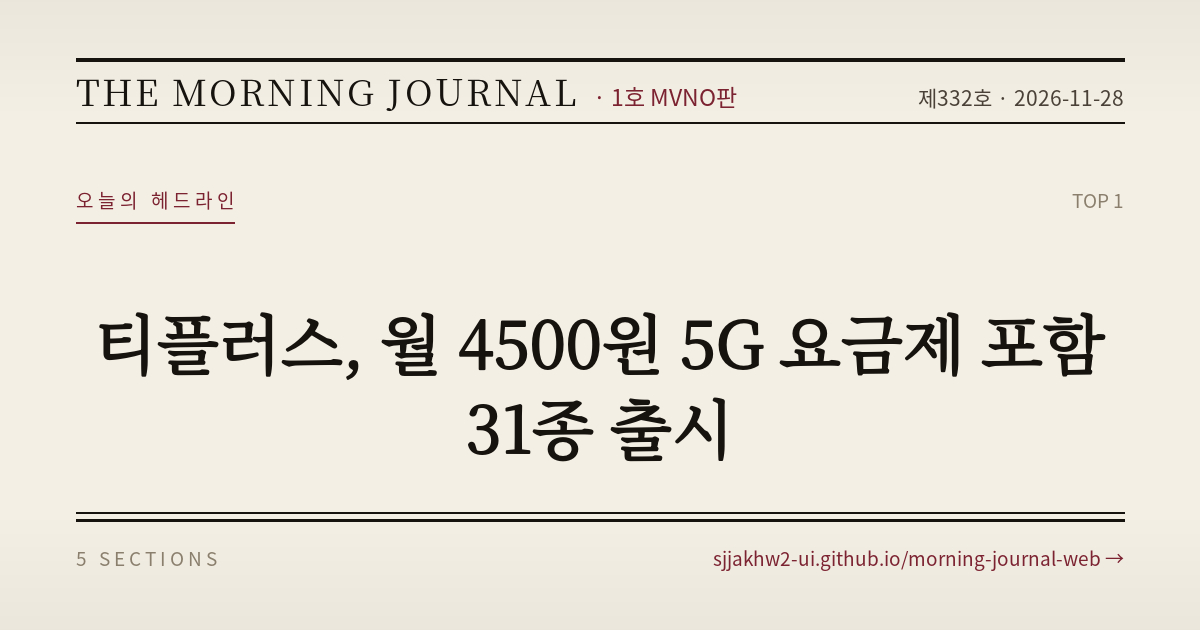 THE MORNING JOURNAL · 1호 MVNO판 제332호 · 2026-11-28
오늘의 헤드라인 TOP 1
티플러스, 월 4500원 5G 요금제 포함
31종 출시
5 SECTIONS sjjakhw2-ui.github.io/morning-journal-web →